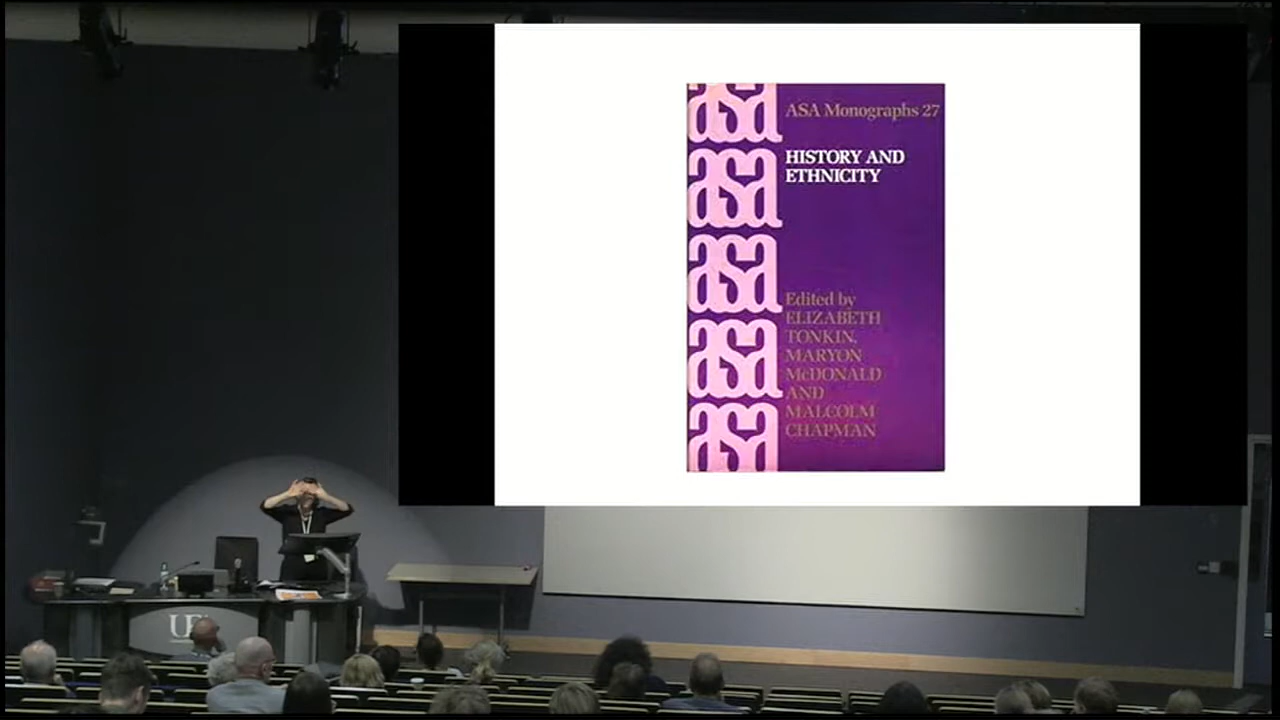 asa
asa
asa
asa
asa
ASA Monographs 27
HISTORY AND
ETHNICITY
Edited by
ELIZABETH
TONKIN,
MARYON
McDONALD
AND
MALCOLM
CHAPMAN